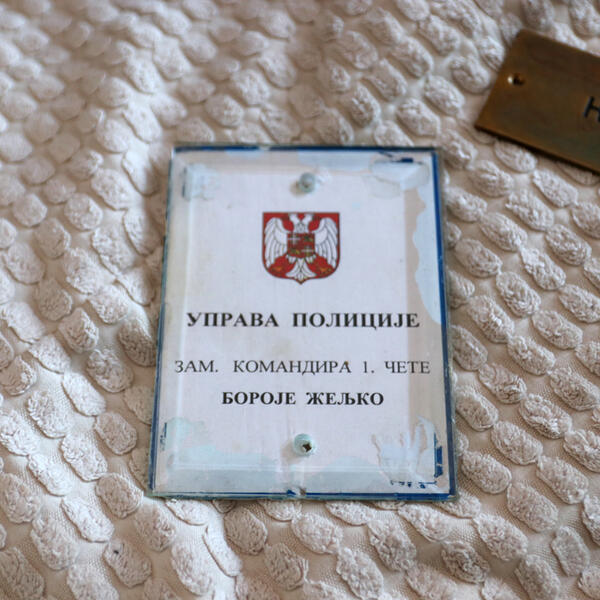 УПРАВА ПОЛИЦИЈЕ
ЗАМ. КОМАНДИРА 1. ЧЕТЕ
БОРОЈЕ ЖЕЉКО